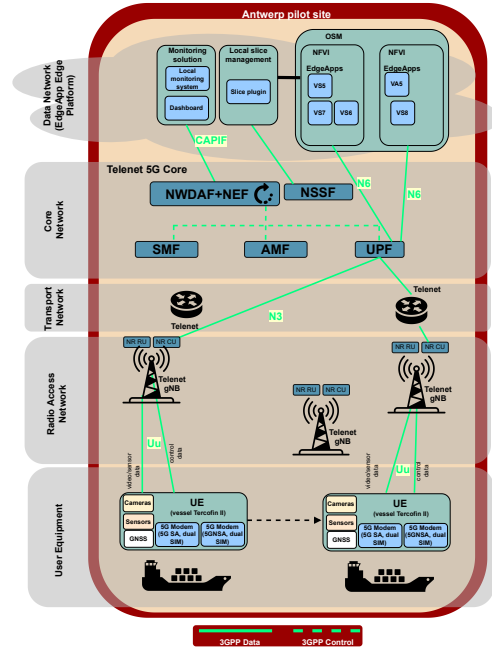 Antwerp pilot site
OSM
Monitoring
solution
Local
monitoring
system
Dashboard
Local slice
management
Slice plugin
NFVI
EdgeApps
VS5
VS7
VS6
NFVI
EdgeApps
VA5
VS8
Data Network
(EdgeApp Edge
Platform)
CAPIF
Telenet 5G Core
N6
N6
NWDAF+NEF
NSSF
SMF
AMF
UPF
Core
Network
Transport
Network
Telenet
Telenet
N3
NR RU
NR CU
NR RU
NR CU
NR RU
NR CU
Telenet
gNB
Telenet
gNB
Telenet
gNB
Radio Access
Network
Uu
video/sensor
data
control
data
Uu
video/sensor
data
control
data
User Equipment
Cameras
Sensors
GNSS
UE
(vessel Tercofin II)
5G Modem
(5G SA, dual
SIM)
5G Modem
(5GNSA, dual
SIM)
Cameras
Sensors
GNSS
UE
(vessel Tercofin II)
5G Modem
(5G SA, dual
SIM)
5G Modem
(5GNSA, dual
SIM)
3GPP Data
3GPP Control